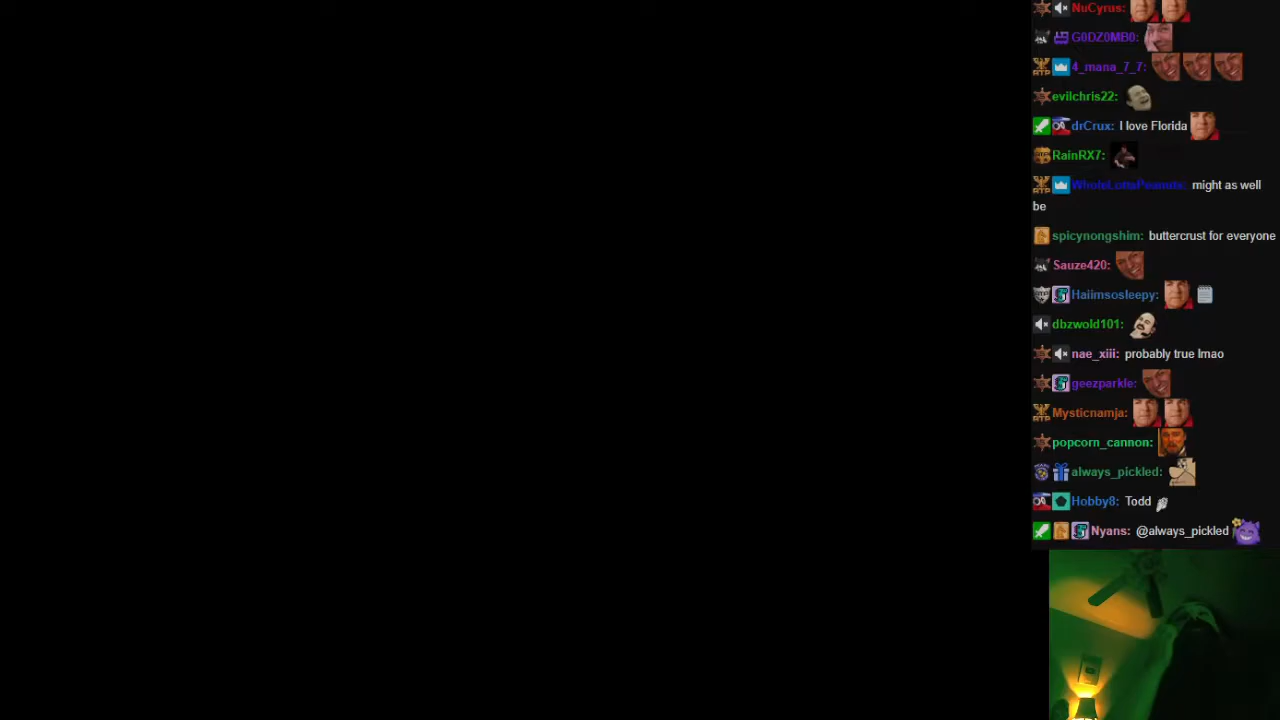 NuCyrus:
G0DZ0MB0:
4_mana_7_7:
evilchris22:
drCrux: I love Florida
RainRX7:
might as well
be
spicynongshim: buttercrust for everyone
Sauze420:
Haiimsosleepy:
dbzwold101:
nae_xiii: probably true lmao
geezparkle:
Mysticnamja:
popcorn_cannon:
always_pickled:
Hobby8: Todd
Nyans: @always_pickled